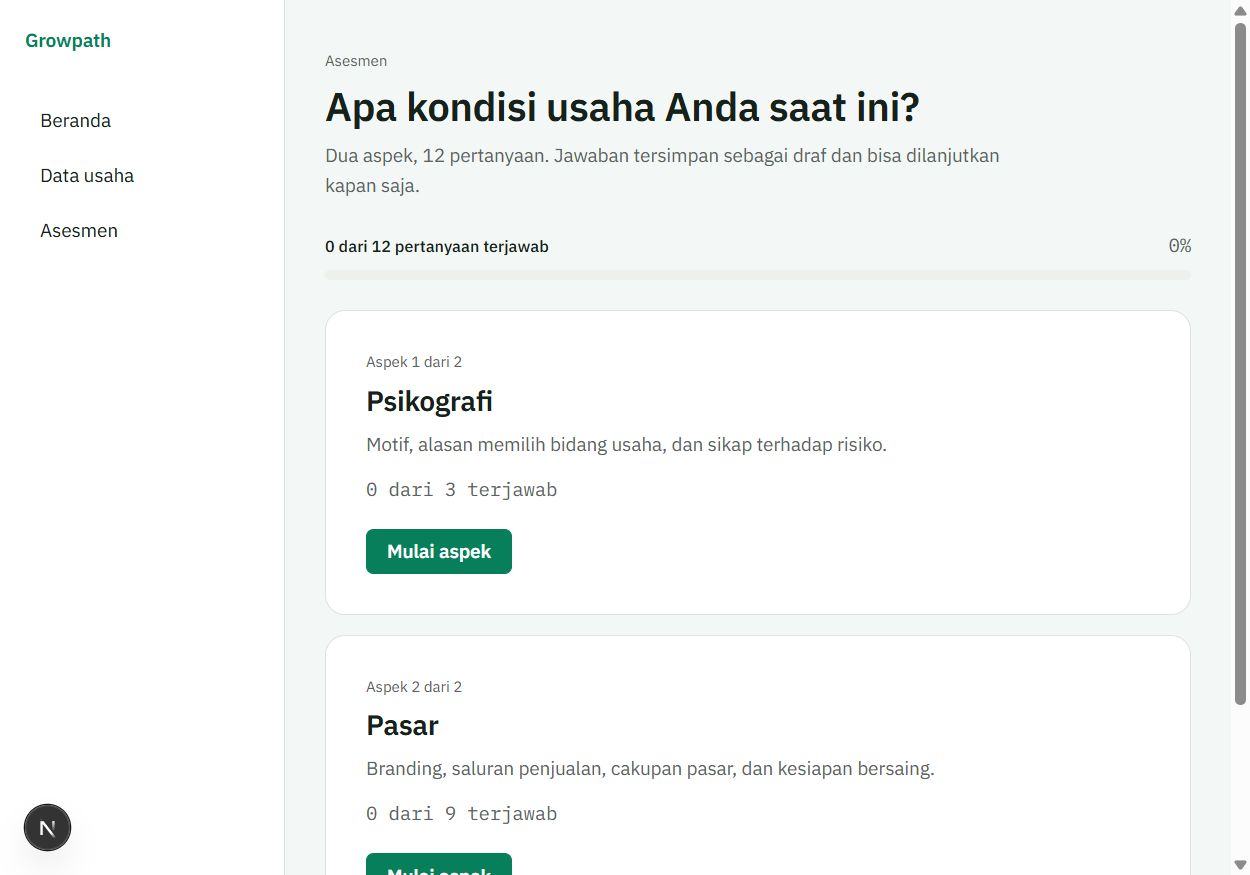 Growpath
Beranda
Data usaha
Asesmen
Asesmen
Apa kondisi usaha Anda saat ini?
Dua aspek, 12 pertanyaan. Jawaban tersimpan sebagai draf dan bisa dilanjutkan
kapan saja.
0 dari 12 pertanyaan terjawab
0%
Aspek 1 dari 2
Psikografi
Motif, alasan memilih bidang usaha, dan sikap terhadap risiko.
0 dari 3 terjawab
Mulai aspek
Aspek 2 dari 2
Pasar
Branding, saluran penjualan, cakupan pasar, dan kesiapan bersaing.
0 dari 9 terjawab
Mulai aspek
N